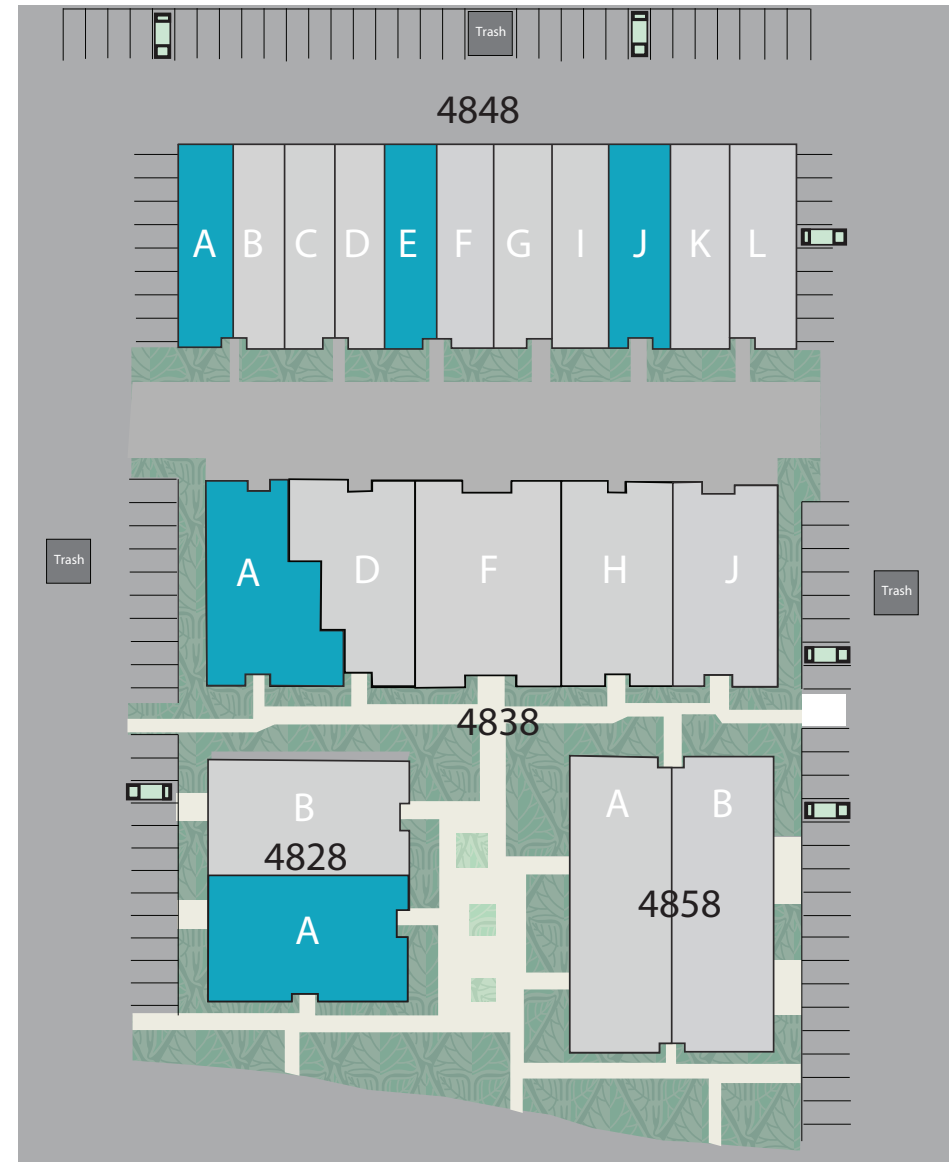 Trash
4848
A B C D E F G I J K L
A D F H J
Trash
Trash
4838
B
4828
A
A B
4858